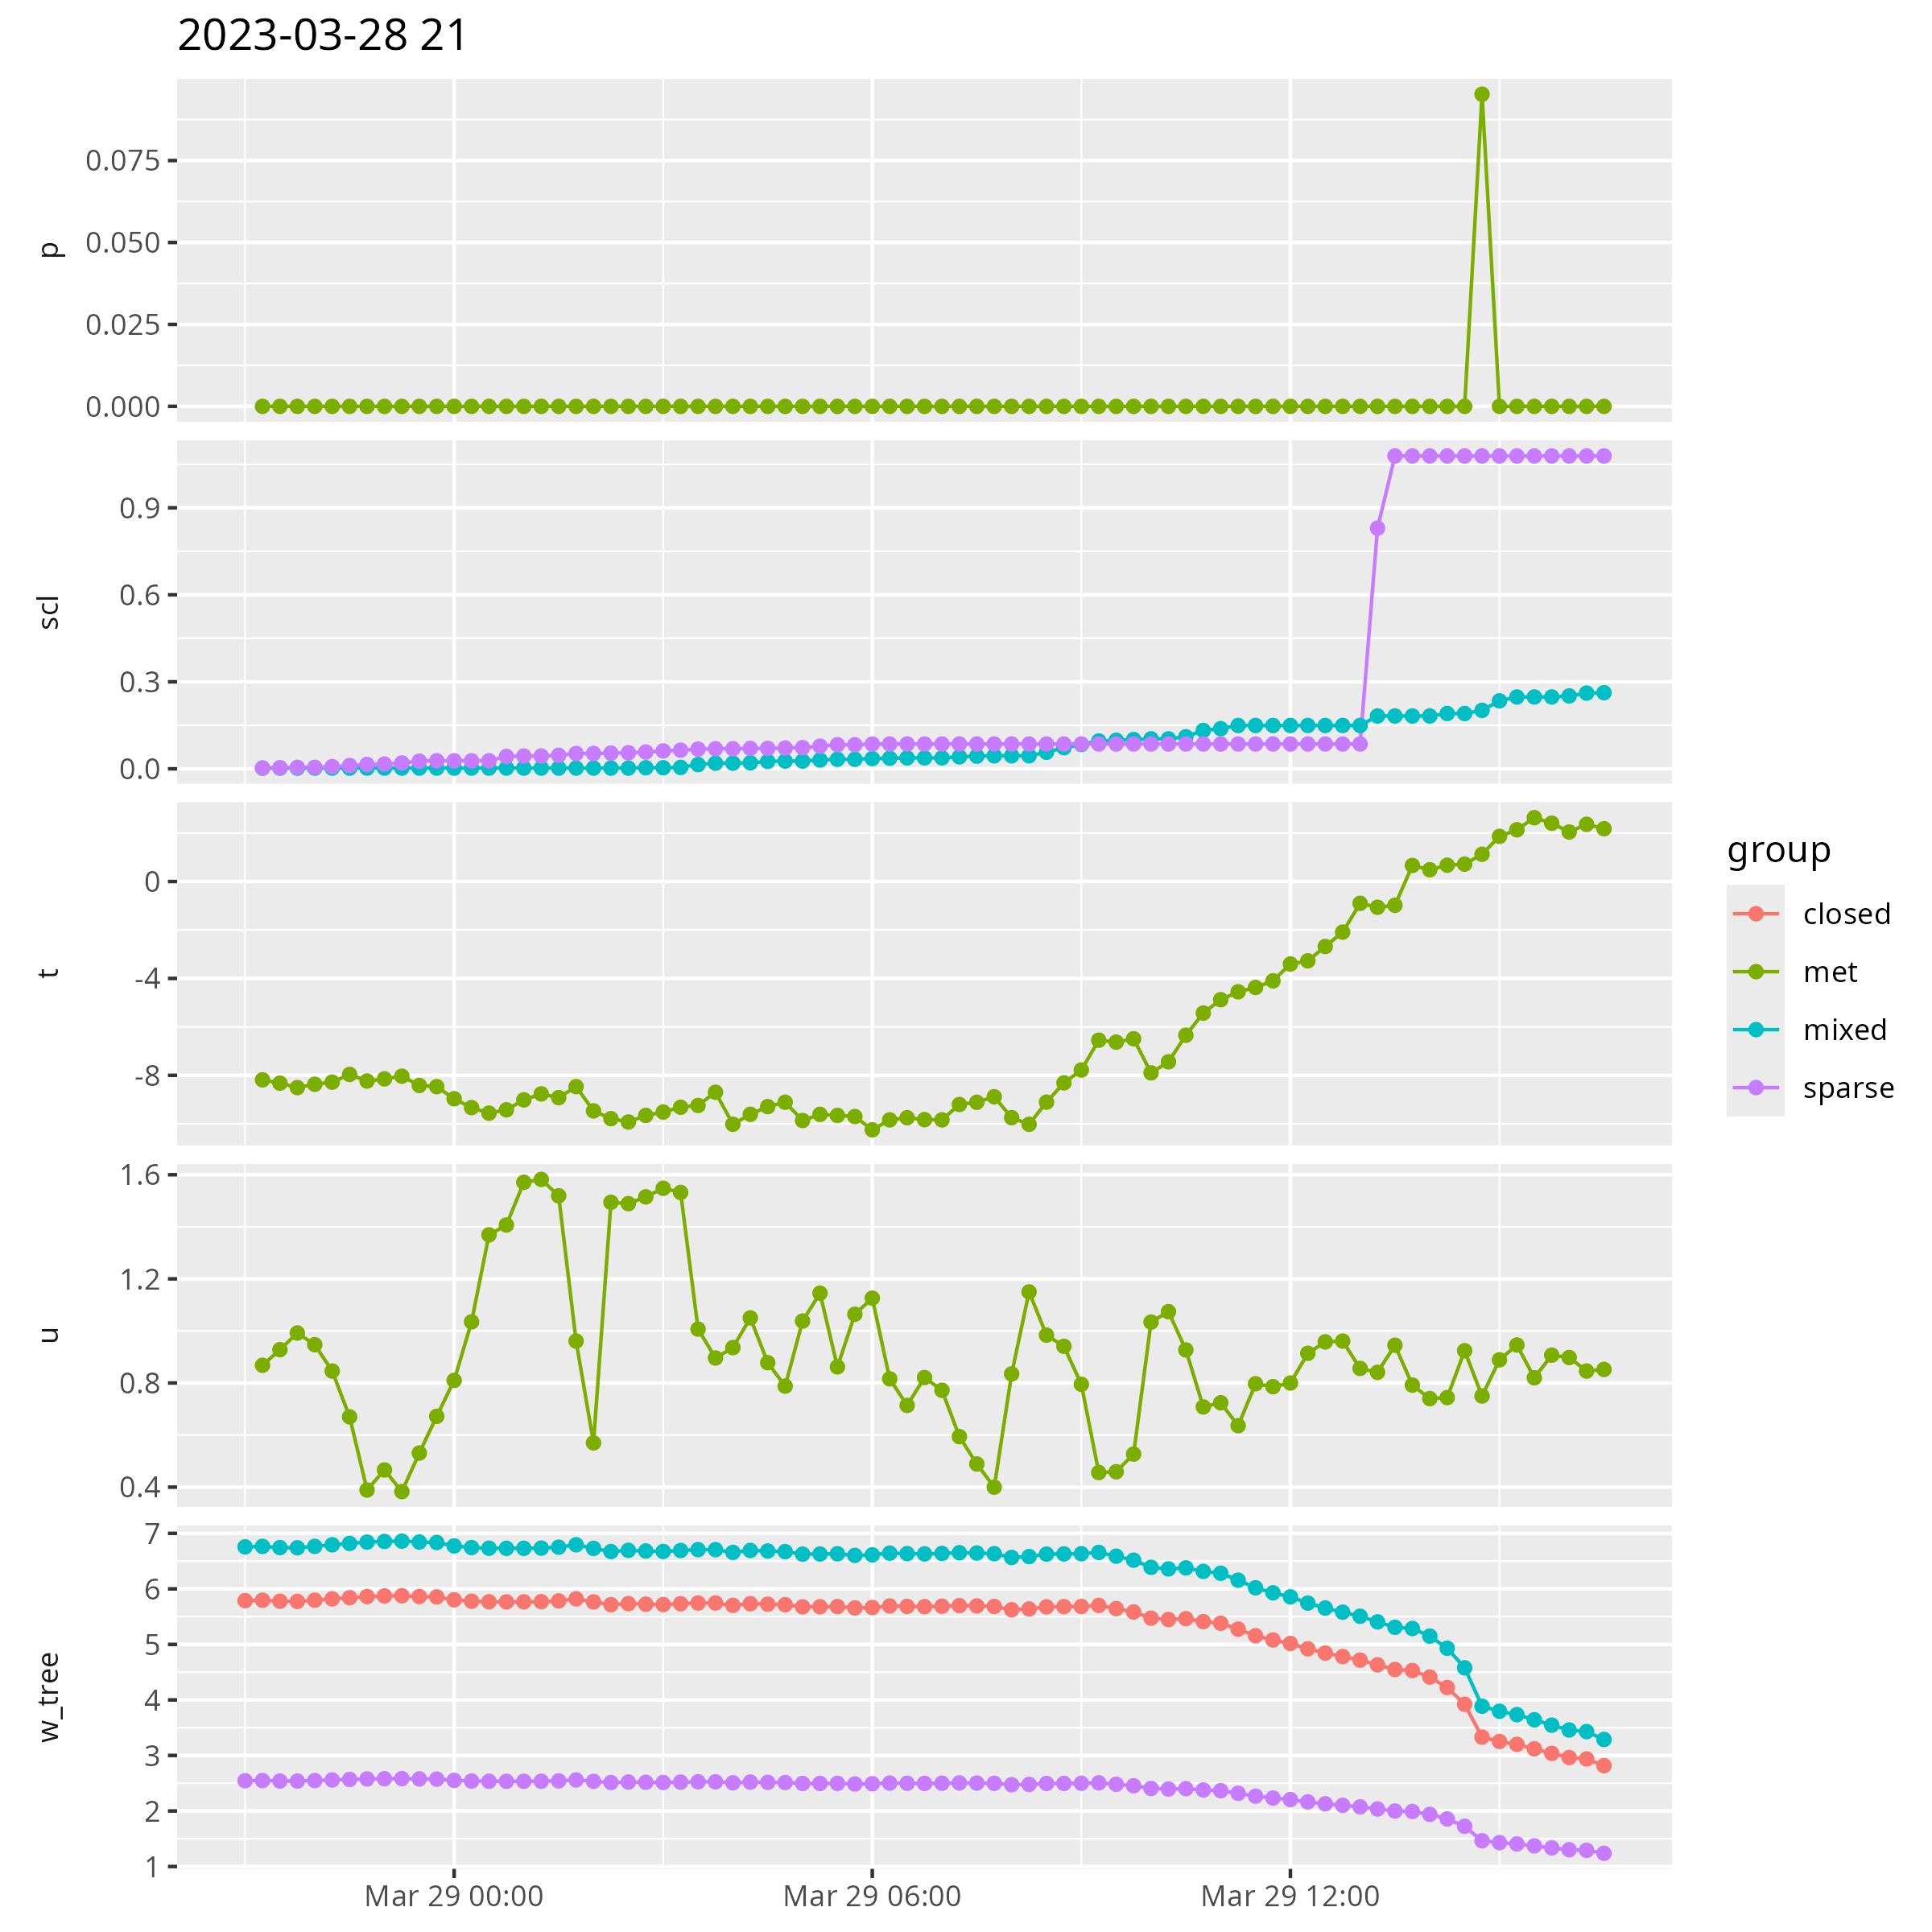 2023-03-28 21
p
0.075
0.050
0.025
0.000
scl
0.9
0.6
0.3
0.0
t
0
-4
-8
u
1.6
1.2
0.8
0.4
w_tree
7
6
5
4
3
2
1
Mar 29 00:00
Mar 29 06:00
Mar 29 12:00
group
closed
met
mixed
sparse